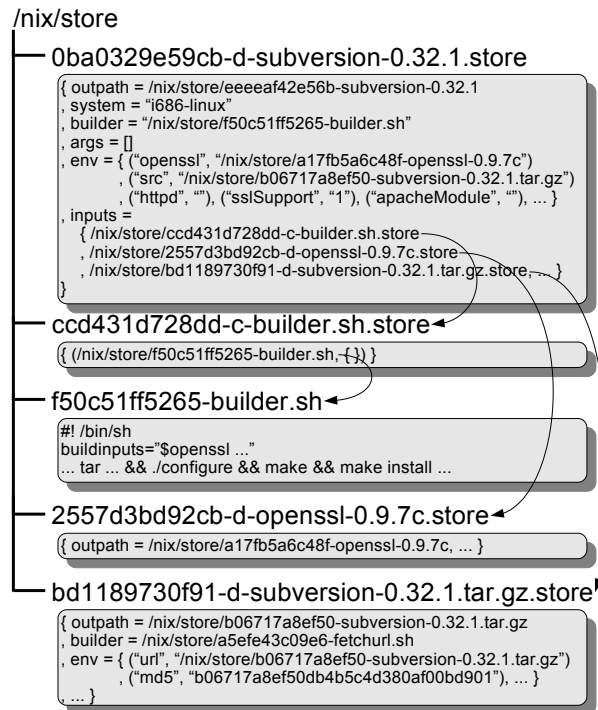 /nix/store
0ba0329e59cb-d-subversion-0.32.1.store
{ outpath = /nix/store/eeeeaf42e56b-subversion-0.32.1
, system = “i686-linux”
, builder = “/nix/store/f50c51ff5265-builder.sh”
, args = []
, env = { (“openssl”, “/nix/store/a17fb5a6c48f-openssl-0.9.7c”)
, (“src”, “/nix/store/b06717a8ef50-subversion-0.32.1.tar.gz”)
, (“httpd”, “”), (“sslSupport”, “1”), (“apacheModule”, “”), ... }
, inputs =
{ /nix/store/ccd431d728dd-c-builder.sh.store
, /nix/store/2557d3bd92cb-d-openssl-0.9.7c.store
, /nix/store/bd1189730f91-d-subversion-0.32.1.tar.gz.store, ... }
}
ccd431d728dd-c-builder.sh.store
{ (/nix/store/f50c51ff5265-builder.sh, { }) }
f50c51ff5265-builder.sh
#! /bin/sh
buildinputs=”$openssl ...”
... tar ... && ./configure && make && make install ...
2557d3bd92cb-d-openssl-0.9.7c.store
{ outpath = /nix/store/a17fb5a6c48f-openssl-0.9.7c, ... }
bd1189730f91-d-subversion-0.32.1.tar.gz.store
{ outpath = /nix/store/b06717a8ef50-subversion-0.32.1.tar.gz
, builder = /nix/store/a5efe43c09e6-fetchurl.sh
, env = { (“url”, “/nix/store/b06717a8ef50-subversion-0.32.1.tar.gz”)
, (“md5”, “b06717a8ef50db4b5c4d380af00bd901”), ... }
, ... }